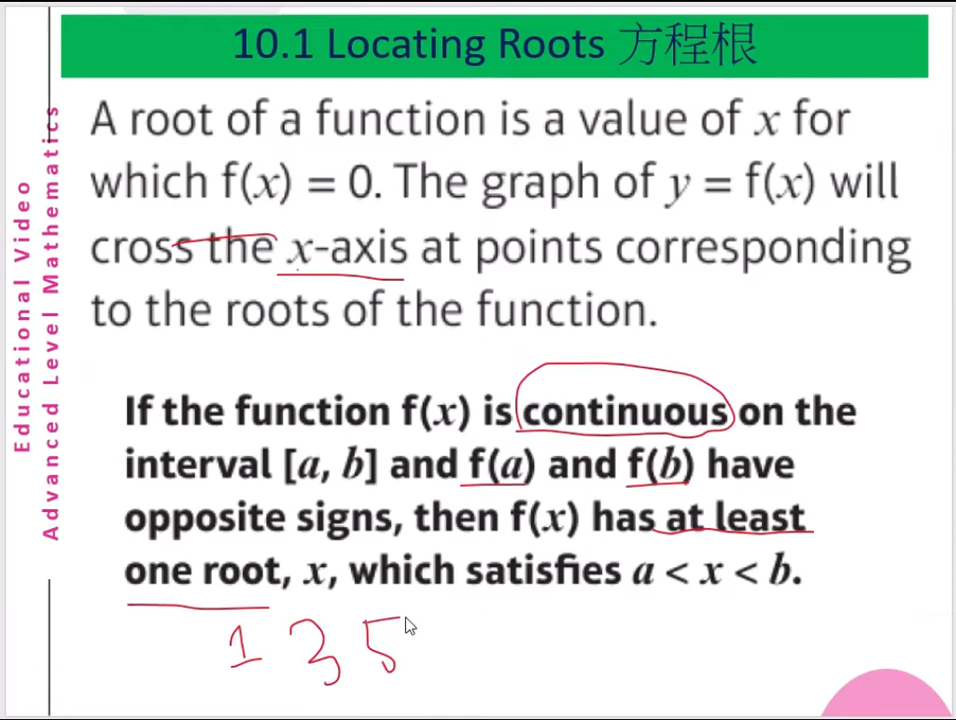 10.1 Locating Roots 方程根
A root of a function is a value of x for
which f(x) = 0. The graph of y = f(x) will
cross the x-axis at points corresponding
to the roots of the function.
If the function f(x) is continuous on the
interval [a, b] and f(a) and f(b) have
opposite signs, then f(x) has at least
one root, x, which satisfies a < x < b.
1 3 5
Educational Video
Advanced Level Mathematics